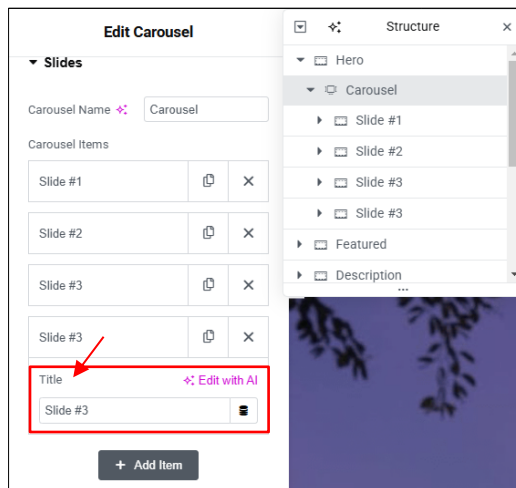 Edit Carousel
Slides
Carousel Name
Carousel
Carousel Items
Slide #1
Slide #2
Slide #3
Slide #3
Title
Edit with AI
Slide #3
+ Add Item
Structure
Hero
Carousel
Slide #1
Slide #2
Slide #3
Slide #3
Featured
Description
...